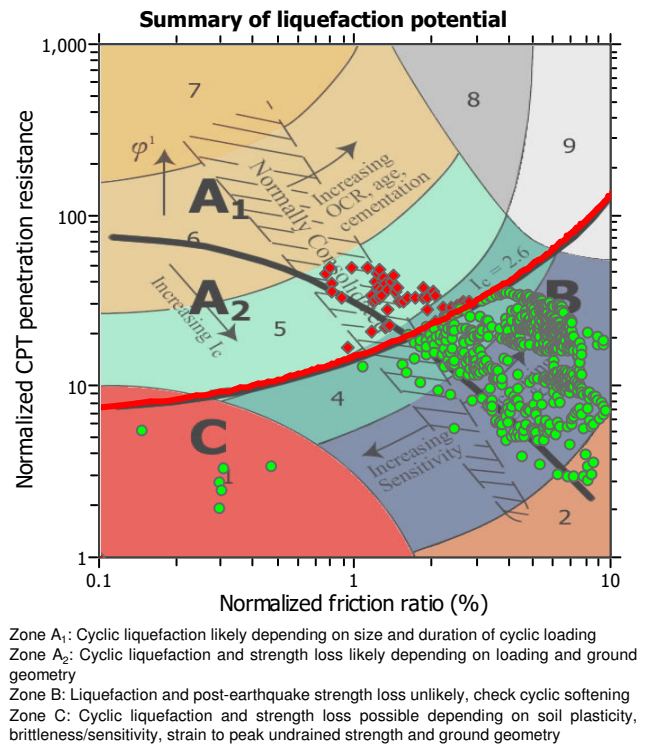 Summary of liquefaction potential
Normalized CPT penetration resistance
1,000
100
10
1
7
8
9
φ¹
A₁
Normally Consolid
Increasing
OCR, age,
cementation
6
Ic = 2.6
A₂
B
Increasing Ic
5
4
C
Increasing
Sensitivity
1
2
0.1
1
10
Normalized friction ratio (%)
Zone A₁: Cyclic liquefaction likely depending on size and duration of cyclic loading
Zone A₂: Cyclic liquefaction and strength loss likely depending on loading and ground
geometry
Zone B: Liquefaction and post-earthquake strength loss unlikely, check cyclic softening
Zone C: Cyclic liquefaction and strength loss possible depending on soil plasticity,
brittleness/sensitivity, strain to peak undrained strength and ground geometry